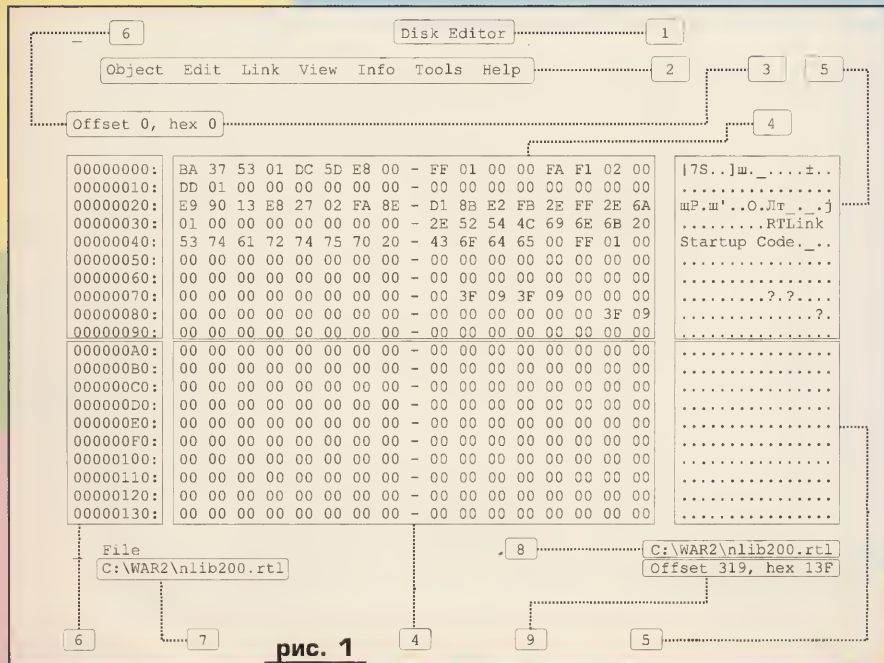 6 Disk Editor 1
Object Edit Link View Info Tools Help 2 3 5
Offset 0, hex 0 4
00000000: BA 37 53 01 DC 5D E8 00 - FF 01 00 00 FA F1 02 00 |7S..]ш._....±..
00000010: DD 01 00 00 00 00 00 00 - 00 00 00 00 00 00 00 00 ................
00000020: E9 90 13 E8 27 02 FA 8E - D1 8B E2 FB 2E FF 2E 6A щР.ш'..О.Лт_._.j
00000030: 01 00 00 00 00 00 00 00 - 2E 52 54 4C 69 6E 6B 20 .........RTLink
00000040: 53 74 61 72 74 75 70 20 - 43 6F 64 65 00 FF 01 00 Startup Code._..
00000050: 00 00 00 00 00 00 00 00 - 00 00 00 00 00 00 00 00 ................
00000060: 00 00 00 00 00 00 00 00 - 00 00 00 00 00 00 00 00 ................
00000070: 00 00 00 00 00 00 00 00 - 00 3F 09 3F 09 00 00 00 .........?.?....
00000080: 00 00 00 00 00 00 00 00 - 00 00 00 00 00 00 3F 09 ..............?.
00000090: 00 00 00 00 00 00 00 00 - 00 00 00 00 00 00 00 00 ................
000000A0: 00 00 00 00 00 00 00 00 - 00 00 00 00 00 00 00 00 ................
000000B0: 00 00 00 00 00 00 00 00 - 00 00 00 00 00 00 00 00 ................
000000C0: 00 00 00 00 00 00 00 00 - 00 00 00 00 00 00 00 00 ................
000000D0: 00 00 00 00 00 00 00 00 - 00 00 00 00 00 00 00 00 ................
000000E0: 00 00 00 00 00 00 00 00 - 00 00 00 00 00 00 00 00 ................
000000F0: 00 00 00 00 00 00 00 00 - 00 00 00 00 00 00 00 00 ................
00000100: 00 00 00 00 00 00 00 00 - 00 00 00 00 00 00 00 00 ................
00000110: 00 00 00 00 00 00 00 00 - 00 00 00 00 00 00 00 00 ................
00000120: 00 00 00 00 00 00 00 00 - 00 00 00 00 00 00 00 00 ................
00000130: 00 00 00 00 00 00 00 00 - 00 00 00 00 00 00 00 00 ................
File 8 C:\WAR2\nlib200.rtl
C:\WAR2\nlib200.rtl Offset 319, hex 13F
6 7 4 9 5
рис. 1